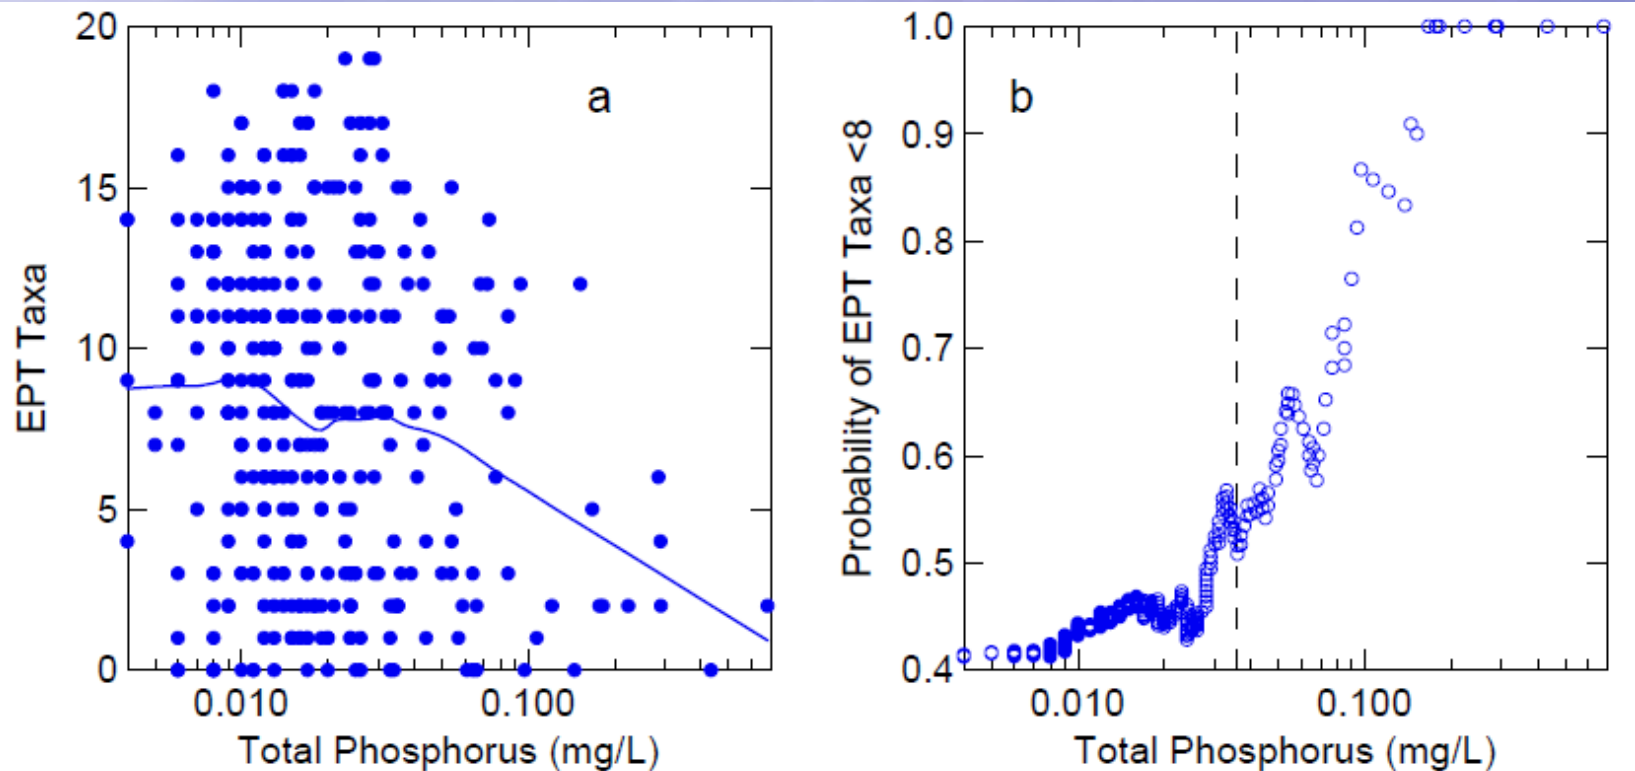 20
15
10
5
0
EPT Taxa
a
0.010
0.100
Total Phosphorus (mg/L)
1.0
0.9
0.8
0.7
0.6
0.5
0.4
Probability of EPT Taxa <8
b
0.010
0.100
Total Phosphorus (mg/L)